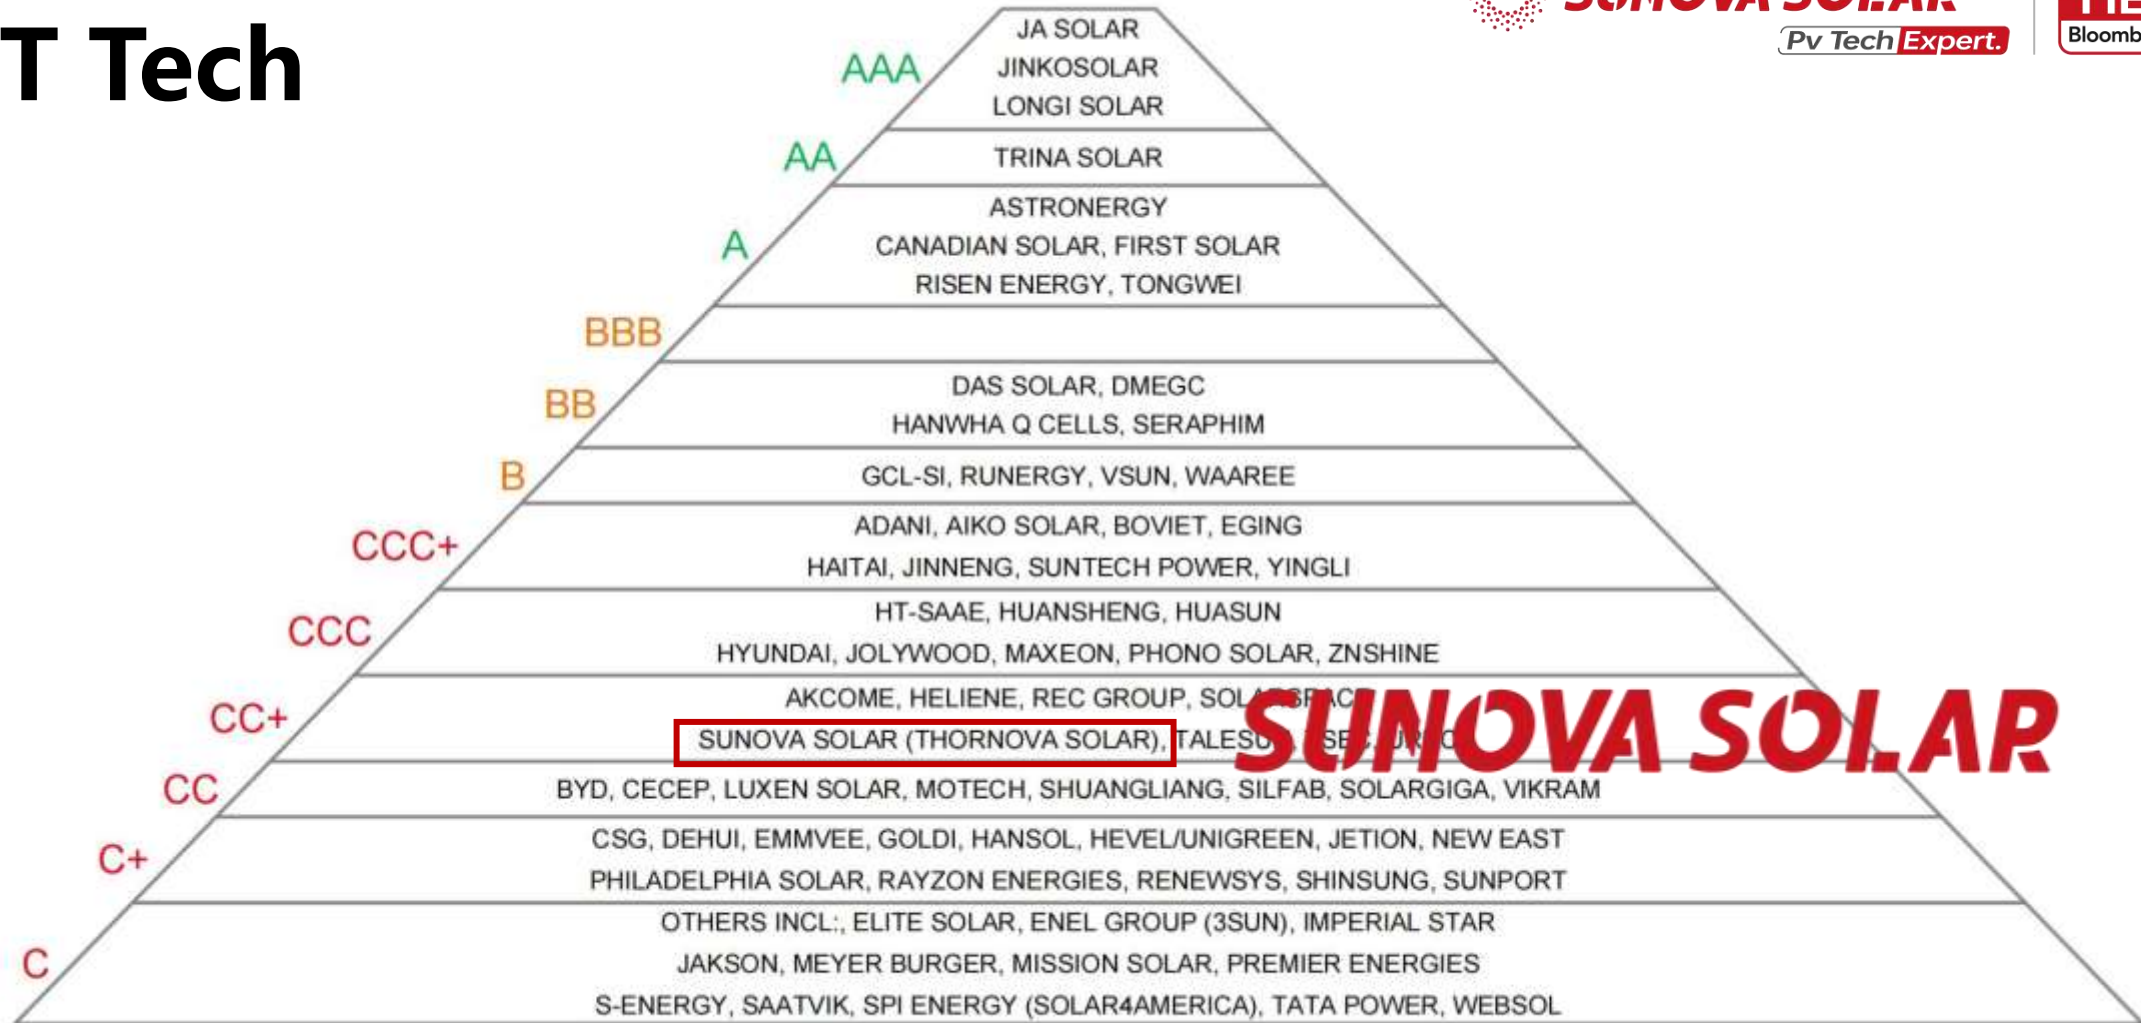 T Tech
SUNOVA SOLAR
Pv Tech Expert.
Bloomb
AAA
JA SOLAR
JINKOSOLAR
LONGI SOLAR
AA
TRINA SOLAR
A
ASTRONERGY
CANADIAN SOLAR, FIRST SOLAR
RISEN ENERGY, TONGWEI
BBB
BB
DAS SOLAR, DMEGC
HANWHA Q CELLS, SERAPHIM
B
GCL-SI, RUNERGY, VSUN, WAAREE
CCC+
ADANI, AIKO SOLAR, BOVIET, EGING
HAITAI, JINNENG, SUNTECH POWER, YINGLI
CCC
HT-SAAE, HUANSHENG, HUASUN
HYUNDAI, JOLYWOOD, MAXEON, PHONO SOLAR, ZNSHINE
CC+
AKCOME, HELIENE, REC GROUP,
SUNOVA SOLAR (THORNOVA SOLAR),
SUNOVA SOLAR
CC
BYD, CECEP, LUXEN SOLAR, MOTECH, SHUANGLIANG, SILFAB, SOLARGIGA, VIKRAM
C+
CSG, DEHUI, EMMVEE, GOLDI, HANSOL, HEVEL/UNIGREEN, JETION, NEW EAST
PHILADELPHIA SOLAR, RAYZON ENERGIES, RENEWSYS, SHINSUNG, SUNPORT
C
OTHERS INCL:, ELITE SOLAR, ENEL GROUP (3SUN), IMPERIAL STAR
JAKSON, MEYER BURGER, MISSION SOLAR, PREMIER ENERGIES
S-ENERGY, SAATVIK, SPI ENERGY (SOLAR4AMERICA), TATA POWER, WEBSOL